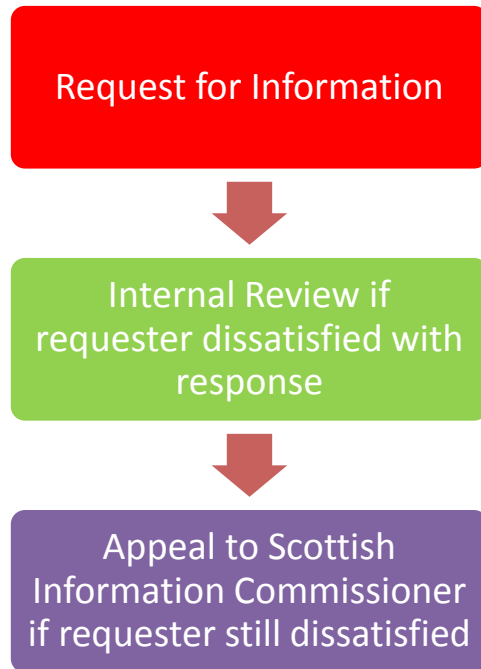 Request for Information
Internal Review if
requester dissatisfied with
response
Appeal to Scottish
Information Commissioner
if requester still dissatisfied